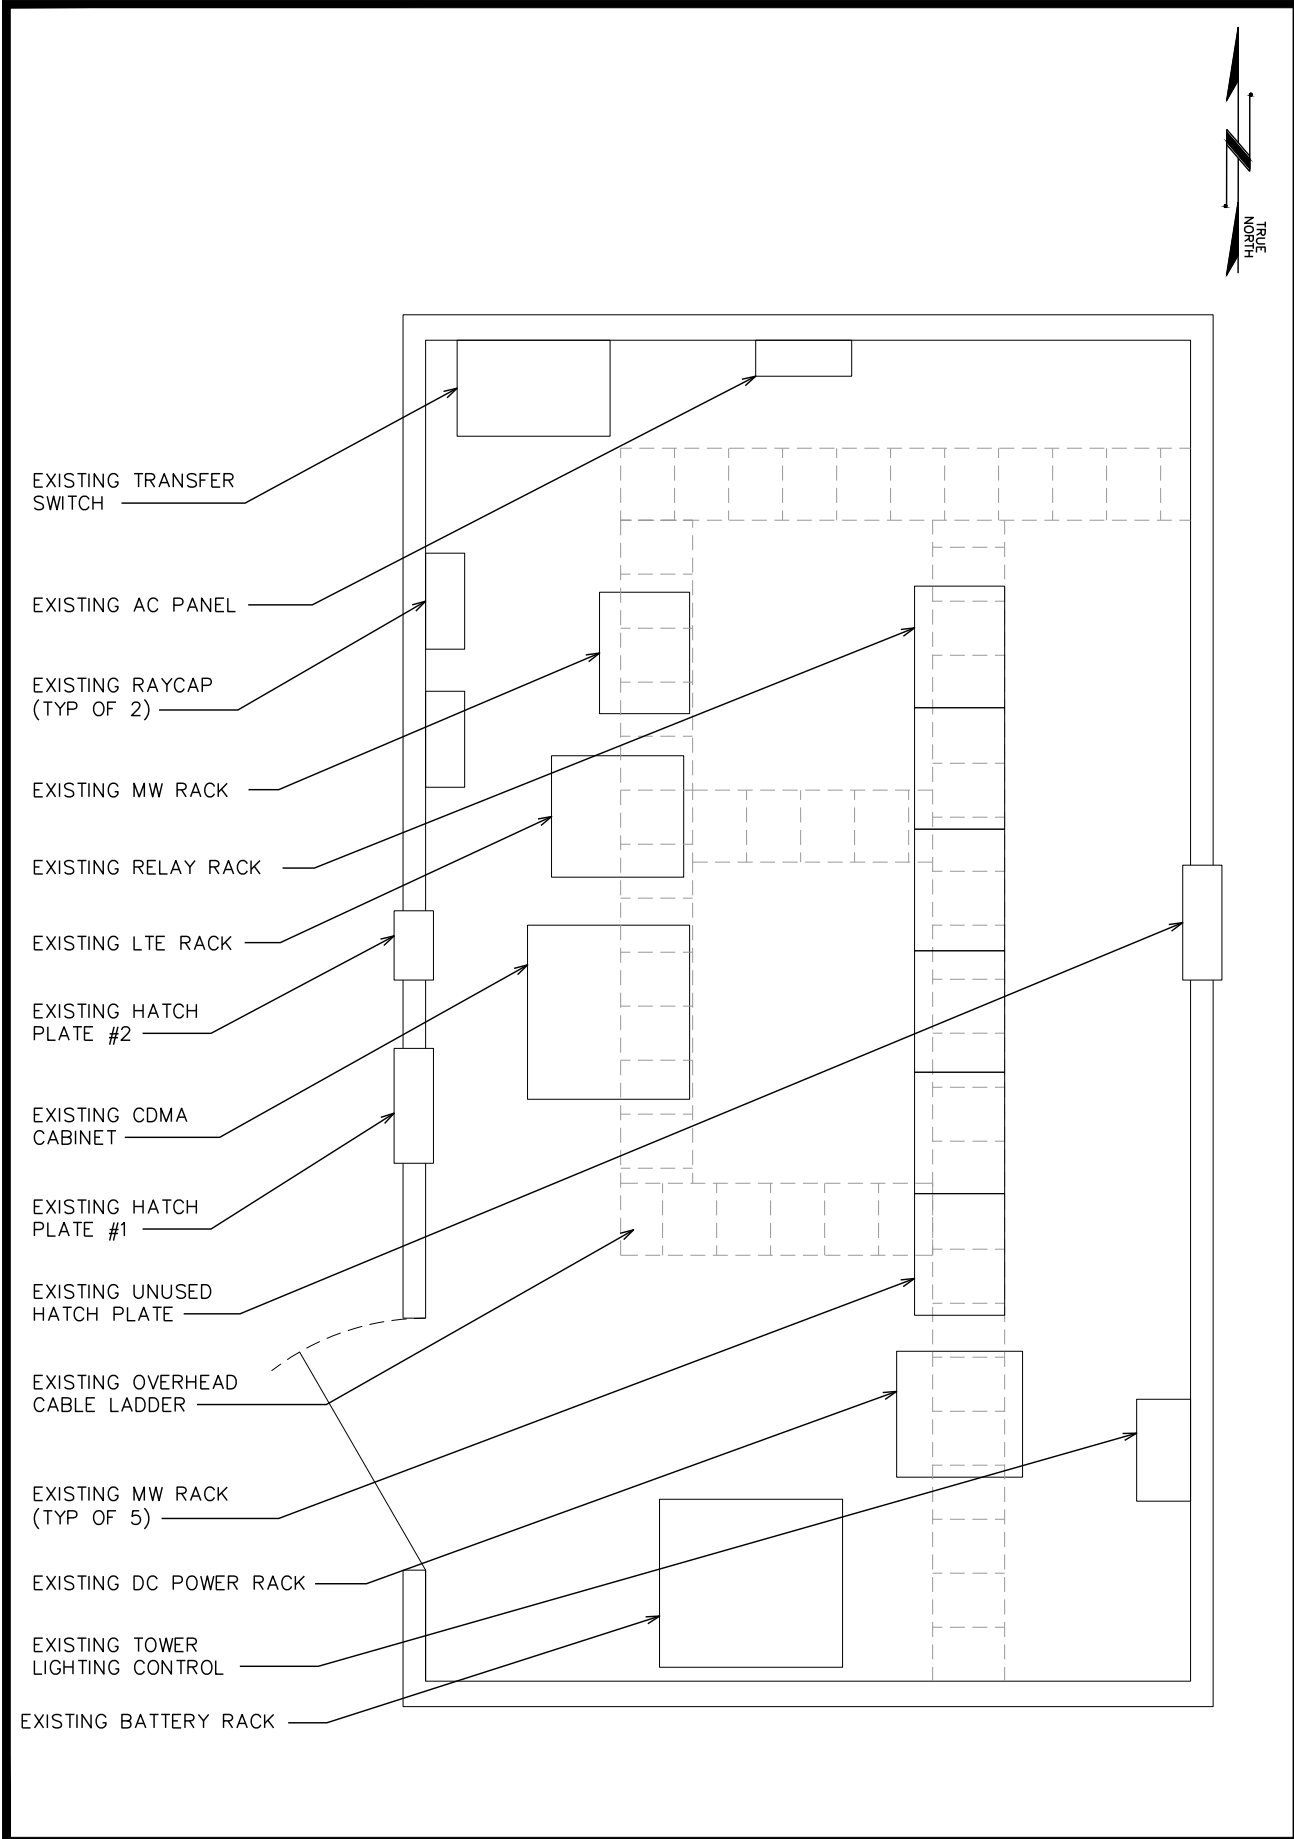 TRUE
NORTH
EXISTING TRANSFER
SWITCH
EXISTING AC PANEL
EXISTING RAYCAP
(TYP OF 2)
EXISTING MW RACK
EXISTING RELAY RACK
EXISTING LTE RACK
EXISTING HATCH
PLATE #2
EXISTING CDMA
CABINET
EXISTING HATCH
PLATE #1
EXISTING UNUSED
HATCH PLATE
EXISTING OVERHEAD
CABLE LADDER
EXISTING MW RACK
(TYP OF 5)
EXISTING DC POWER RACK
EXISTING TOWER
LIGHTING CONTROL
EXISTING BATTERY RACK